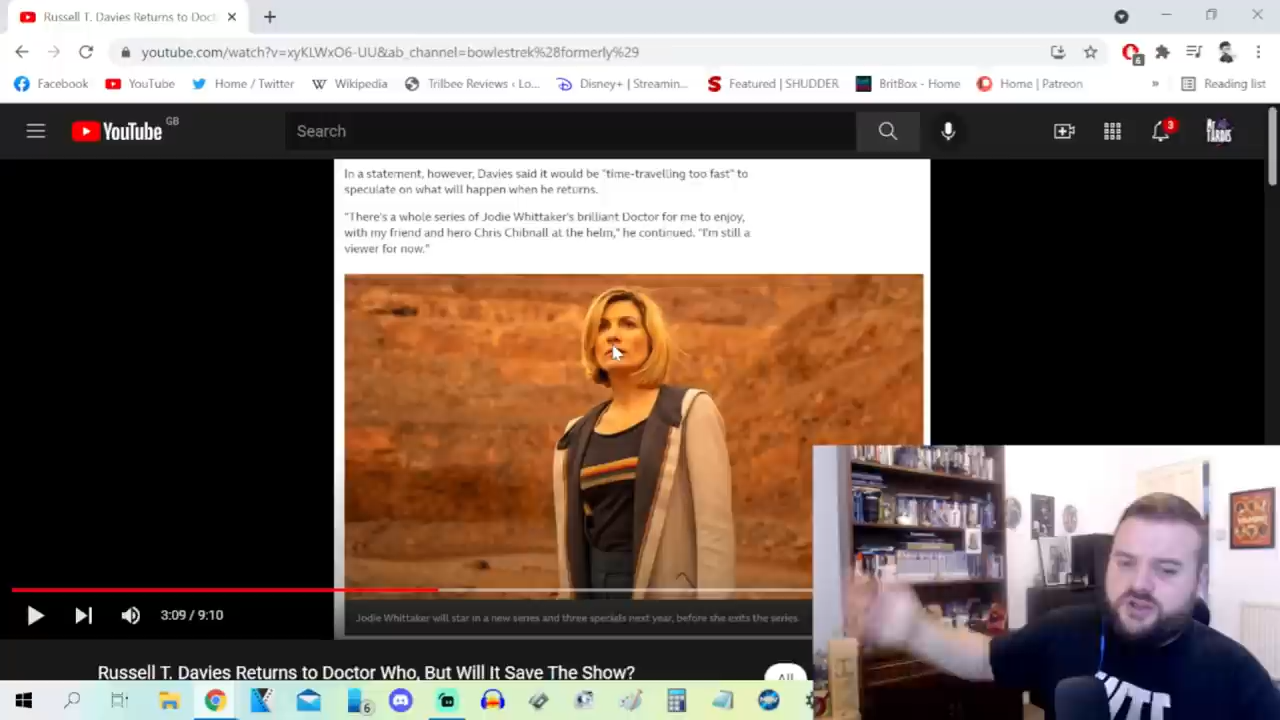 Russell T. Davies Returns to Doct
youtube.com/watch?v=xyKLWxO6-UU&ab_channel=bowlestrek%28formerly%29
6
Facebook
YouTube
Home / Twitter
Wikipedia
Trilbee Reviews ‹ Lo...
Disney+ | Streamin...
Featured | SHUDDER
BritBox - Home
Home | Patreon
»
Reading list
YouTube GB
Search
3
MR TARDIS
In a statement, however, Davies said it would be "time-travelling too fast" to
speculate on what will happen when he returns.
"There's a whole series of Jodie Whittaker's brilliant Doctor for me to enjoy,
with my friend and hero Chris Chibnall at the helm," he continued. "I'm still a
viewer for now."
3:09 / 9:10
Jodie Whittaker will star in a new series and three specials next year, before she exits the series
Russell T. Davies Returns to Doctor Who, But Will It Save The Show?
All
6